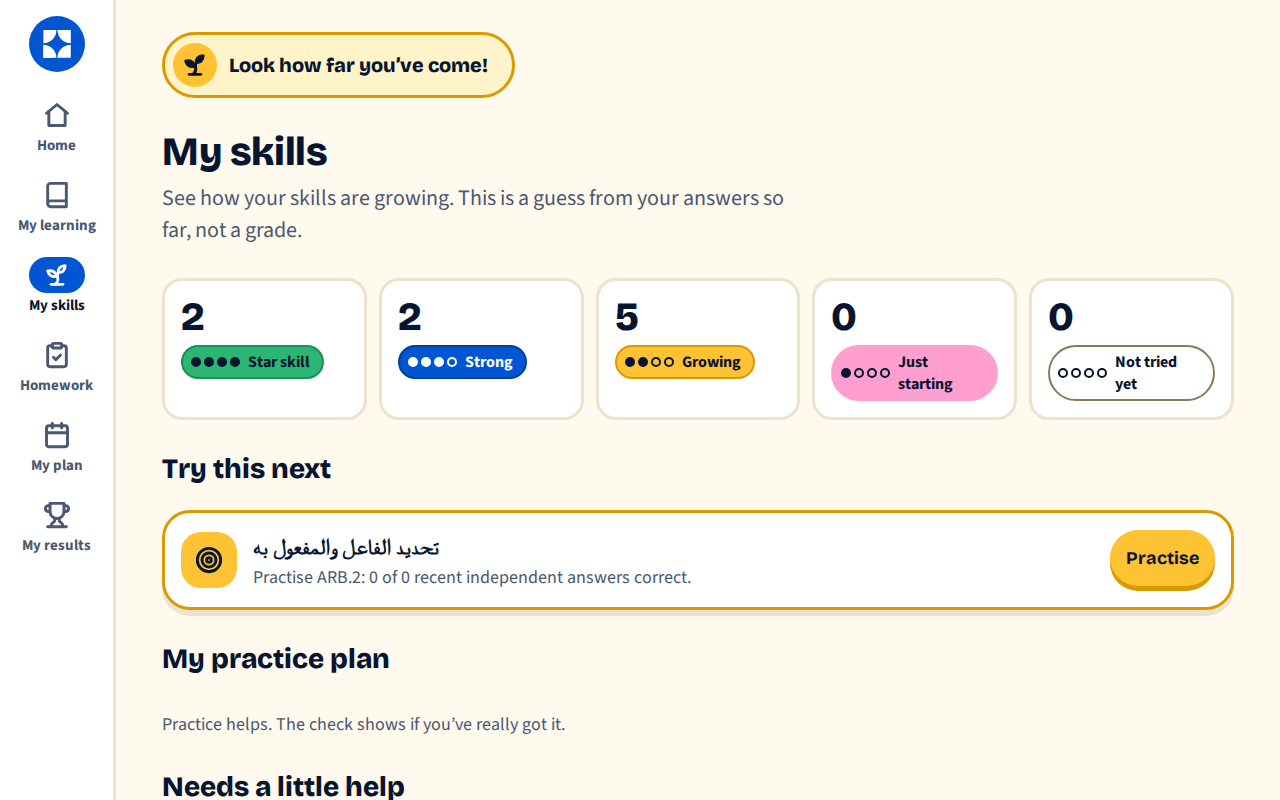 Look how far you’ve come!
Home
My learning
My skills
Homework
My plan
My results
My skills
See how your skills are growing. This is a guess from your answers so
far, not a grade.
2
Star skill
2
Strong
5
Growing
0
Just
starting
0
Not tried
yet
Try this next
تحديد الفاعل والمفعول به
Practise ARB.2: 0 of 0 recent independent answers correct.
Practise
My practice plan
Practice helps. The check shows if you’ve really got it.
Needs a little help